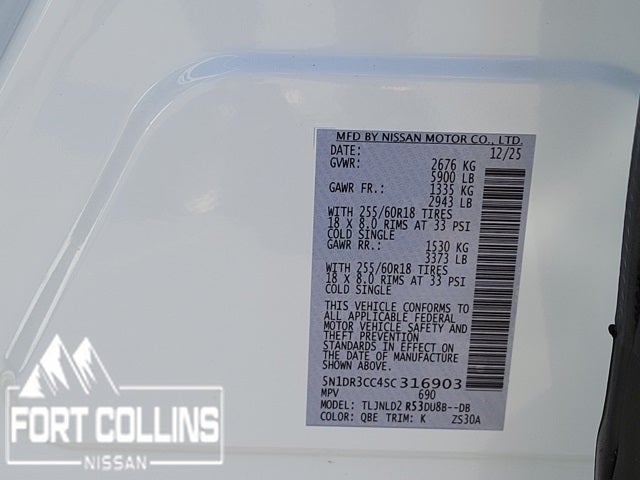 MFD BY NISSAN MOTOR CO., LTD.
DATE: 12/25
GVWR: 2676 KG
5900 LB
GAWR FR.: 1335 KG
2943 LB
WITH 255/60R18 TIRES
18 X 8.0 RIMS AT 33 PSI
COLD SINGLE
GAWR RR.: 1530 KG
3373 LB
WITH 255/60R18 TIRES
18 X 8.0 RIMS AT 33 PSI
COLD SINGLE
THIS VEHICLE CONFORMS TO
ALL APPLICABLE FEDERAL
MOTOR VEHICLE SAFETY AND
THEFT PREVENTION
STANDARDS IN EFFECT ON
THE DATE OF MANUFACTURE
SHOWN ABOVE.
5N1DR3CC4SC316903
MPV 690
MODEL: TLJNLD2 R53DU8B--DB
COLOR: QBE TRIM: K ZS30A
FORT COLLINS
NISSAN